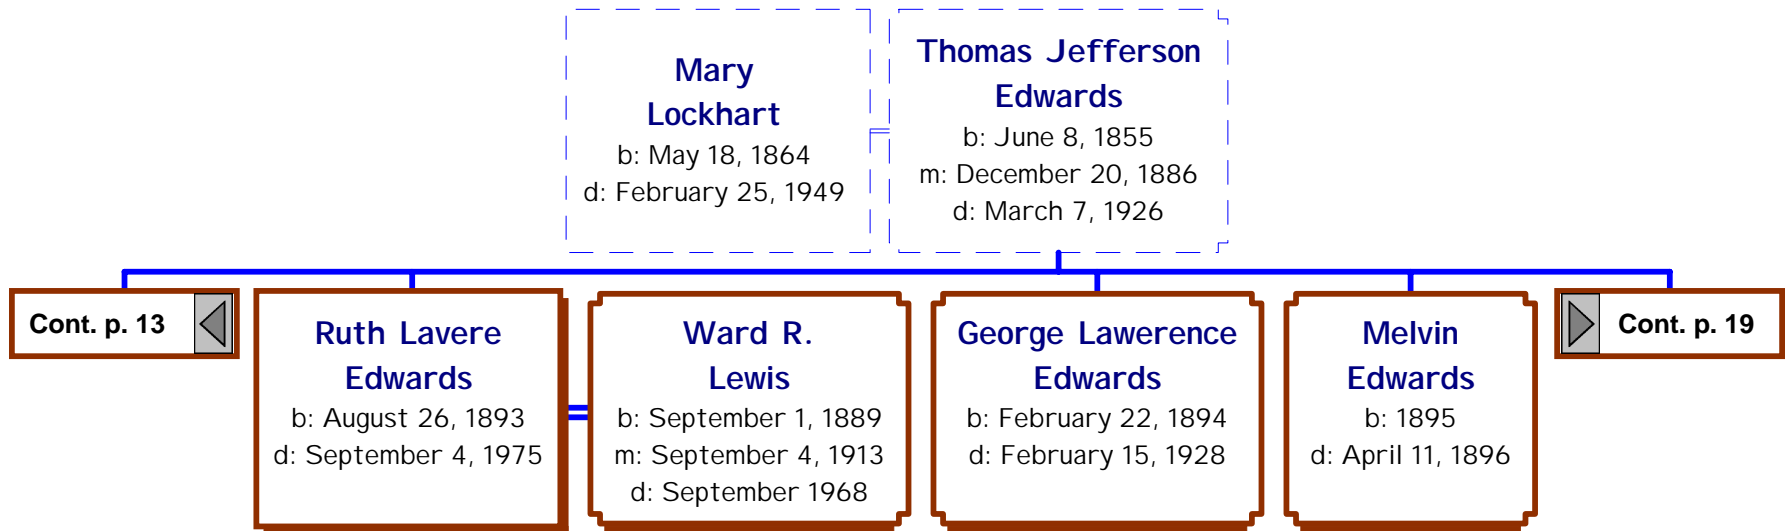 Mary
Lockhart
b: May 18, 1864
d: February 25, 1949
Thomas Jefferson
Edwards
b: June 8, 1855
m: December 20, 1886
d: March 7, 1926
Cont. p. 13
Ruth Lavere
Edwards
b: August 26, 1893
d: September 4, 1975
Ward R.
Lewis
b: September 1, 1889
m: September 4, 1913
d: September 1968
George Lawerence
Edwards
b: February 22, 1894
d: February 15, 1928
Melvin
Edwards
b: 1895
d: April 11, 1896
Cont. p. 19